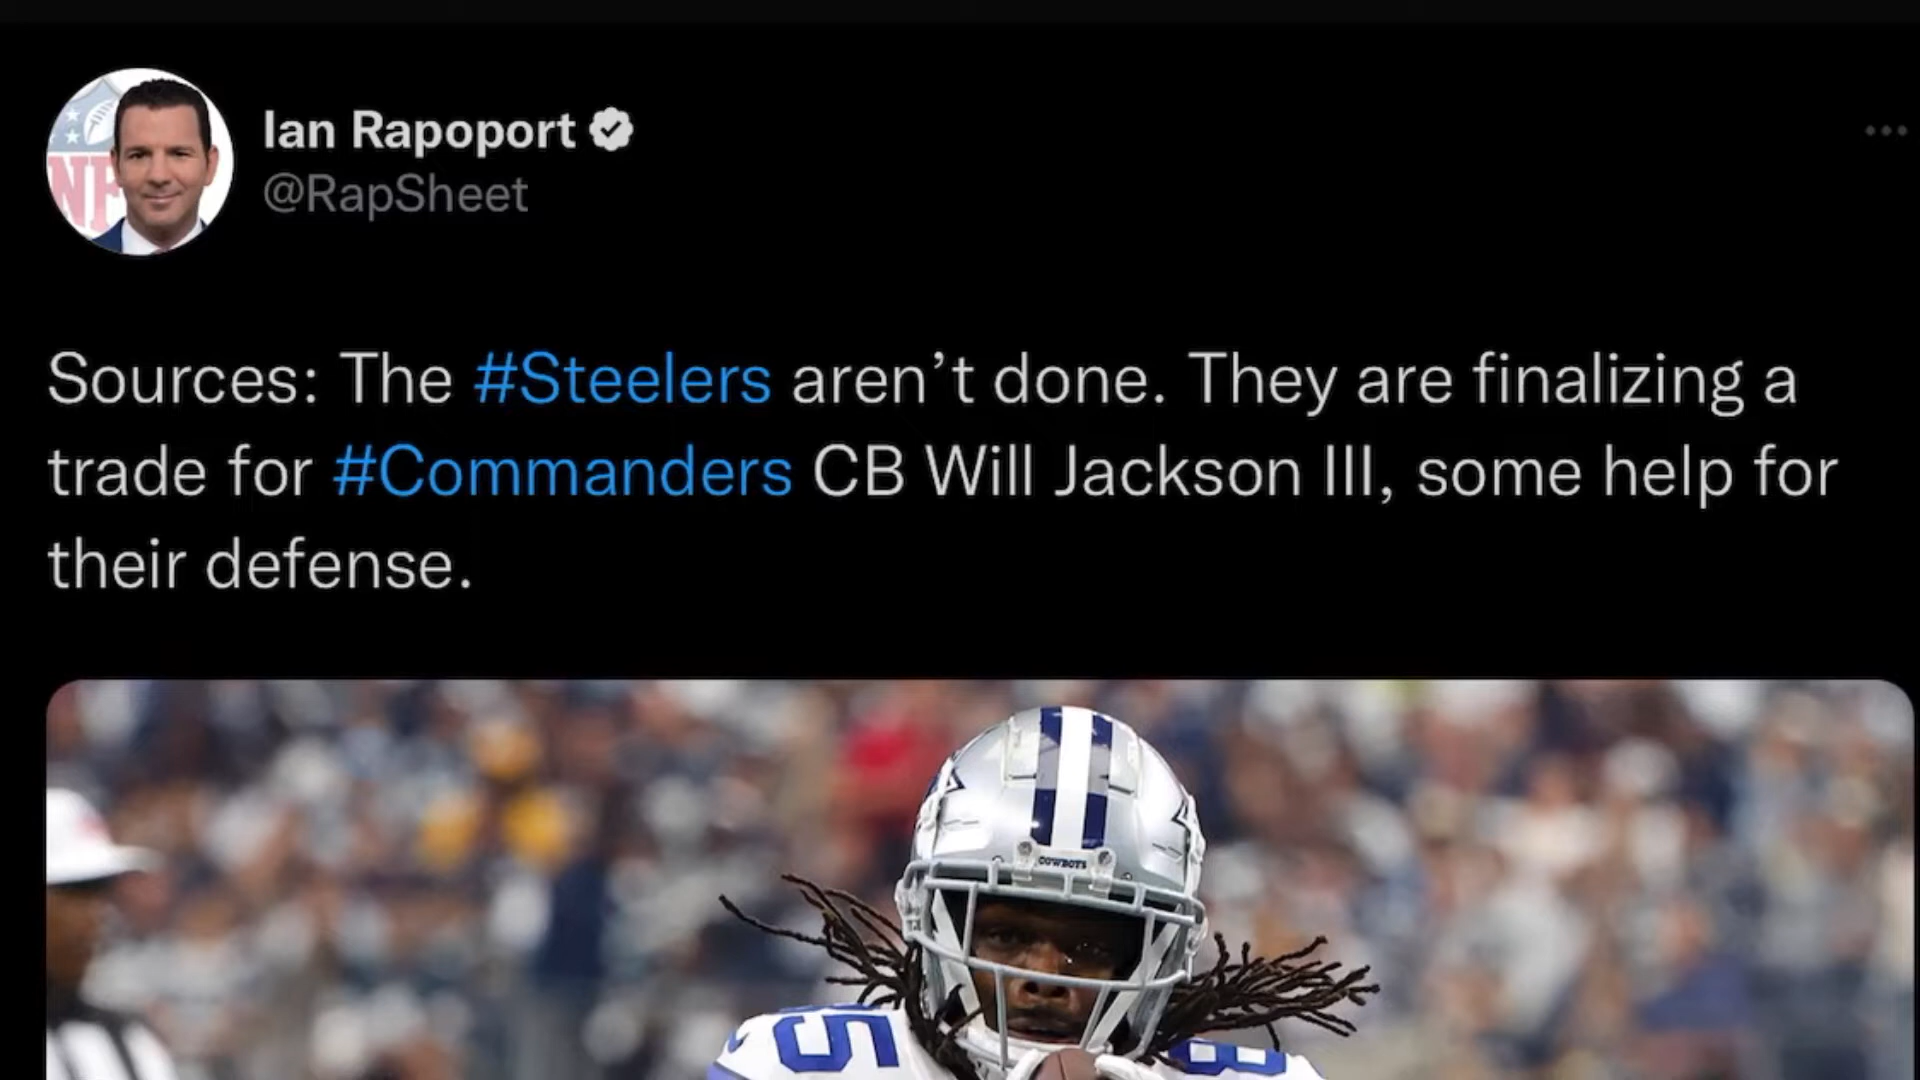 Ian Rapoport
@RapSheet
Sources: The #Steelers aren’t done. They are finalizing a
trade for #Commanders CB Will Jackson III, some help for
their defense.
COWBOYS